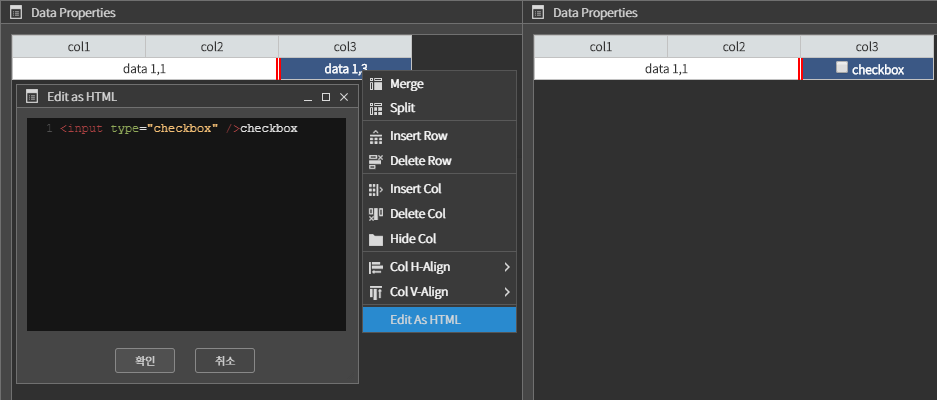 Data Properties
col1 col2 col3
data 1,1 data 1,3
Edit as HTML
1 <input type="checkbox" />checkbox
확인 취소
Merge
Split
Insert Row
Delete Row
Insert Col
Delete Col
Hide Col
Col H-Align
Col V-Align
Edit As HTML
Data Properties
col1 col2 col3
data 1,1 checkbox